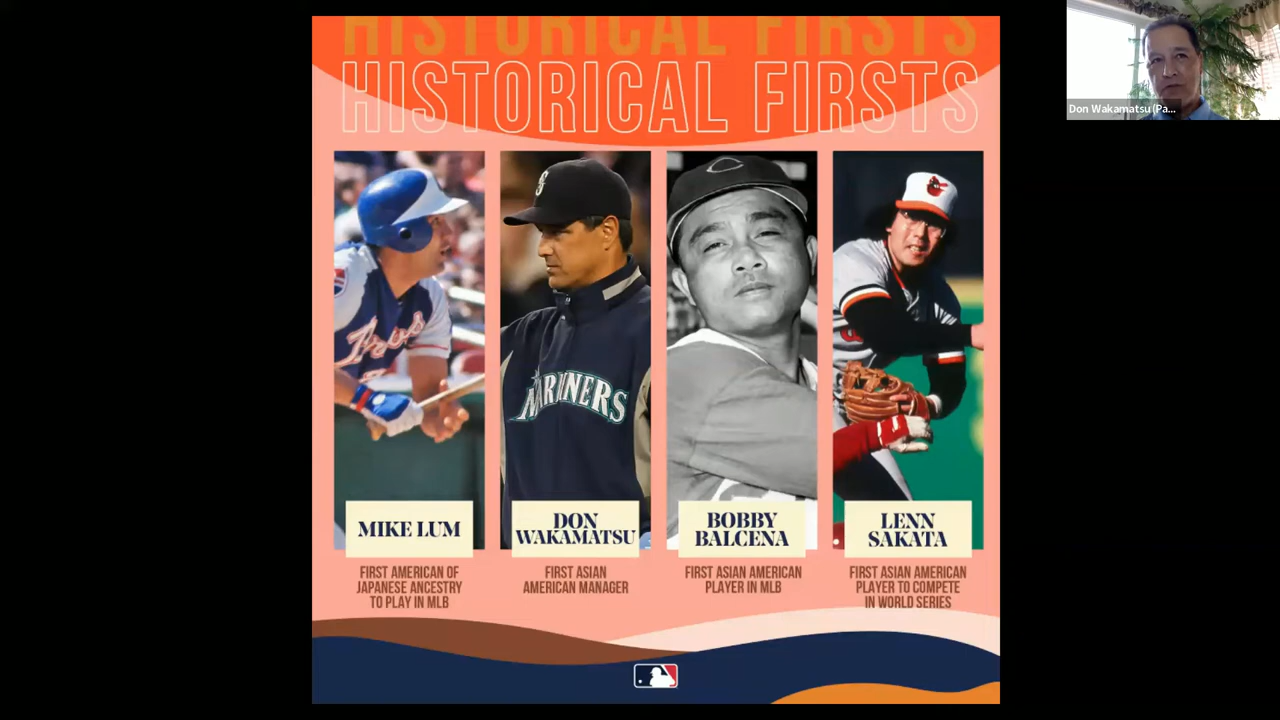 HISTORICAL FIRSTS
HISTORICAL FIRSTS
Don Wakamatsu (Pa...
Braves
S
MARINERS
C
MIKE LUM
DON
WAKAMATSU
BOBBY
BALCENA
LENN
SAKATA
FIRST AMERICAN OF
JAPANESE ANCESTRY
TO PLAY IN MLB
FIRST ASIAN
AMERICAN MANAGER
FIRST ASIAN AMERICAN
PLAYER IN MLB
FIRST ASIAN AMERICAN
PLAYER TO COMPETE
IN WORLD SERIES